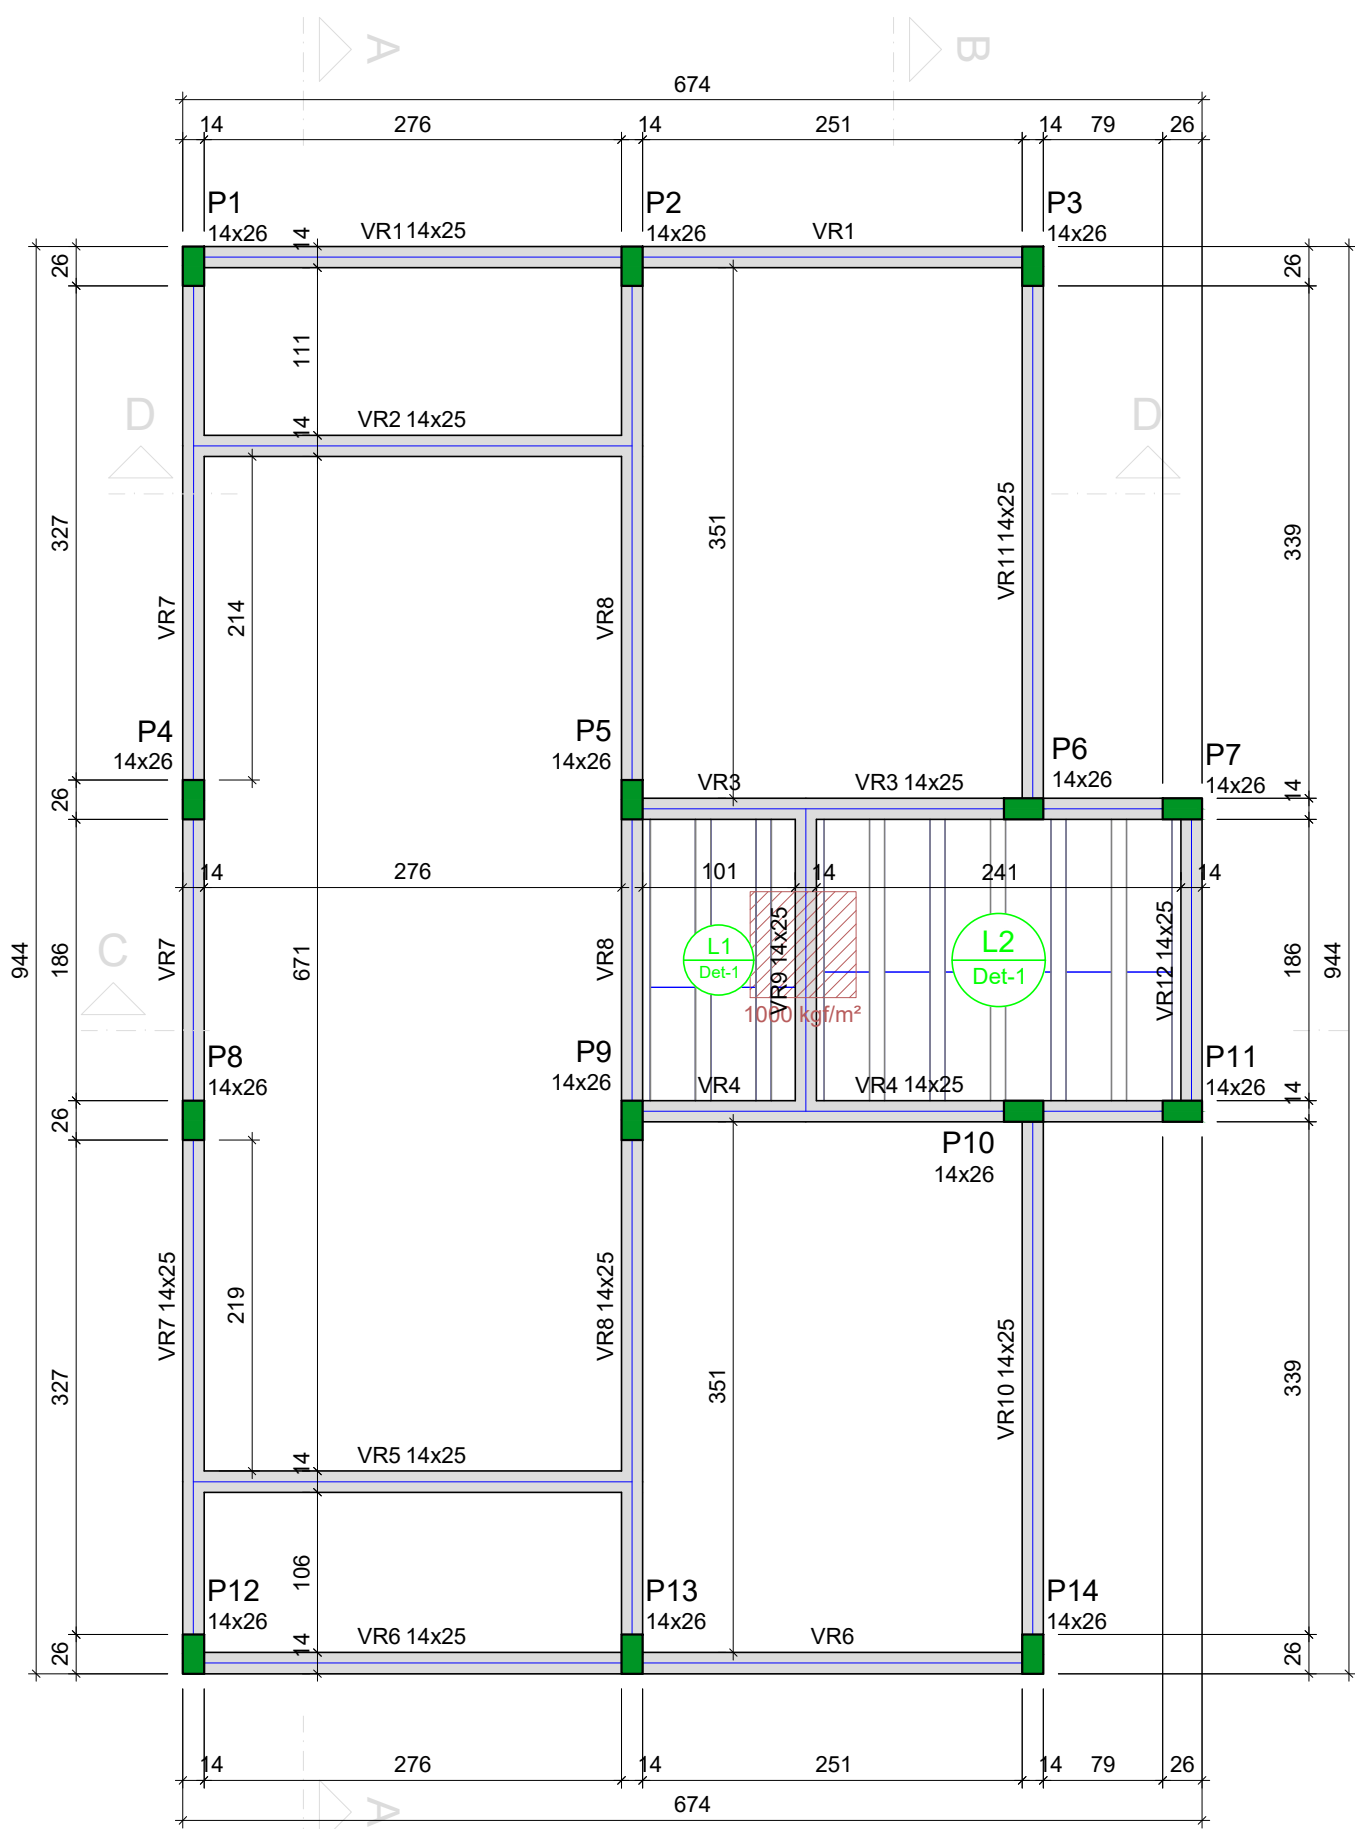 A
B
674
14 276 14 251 14 79 26
P1
14x26
VR1 14x25
P2
14x26
VR1
P3
14x26
14
26
26
111
VR2 14x25
14
D
D
327
351
VR11 14x25
339
214
VR7
VR8
P4
14x26
P5
14x26
P6
14x26
P7
14x26
VR3
VR3 14x25
26
14
14 276 101 14 241 14
944
186
C
VR7
671
VR8
L1
Det-1
VR9 14x25
L2
Det-1
VR12 14x25
186
944
1000 kgf/m²
P8
14x26
P9
14x26
P11
14x26
VR4
VR4 14x25
14
26
P10
14x26
VR7 14x25
219
VR8 14x25
327
351
VR10 14x25
339
VR5 14x25
14
106
P12
14x26
P13
14x26
P14
14x26
VR6 14x25
VR6
14
26
26
14 276 14 251 14 79 26
674
A